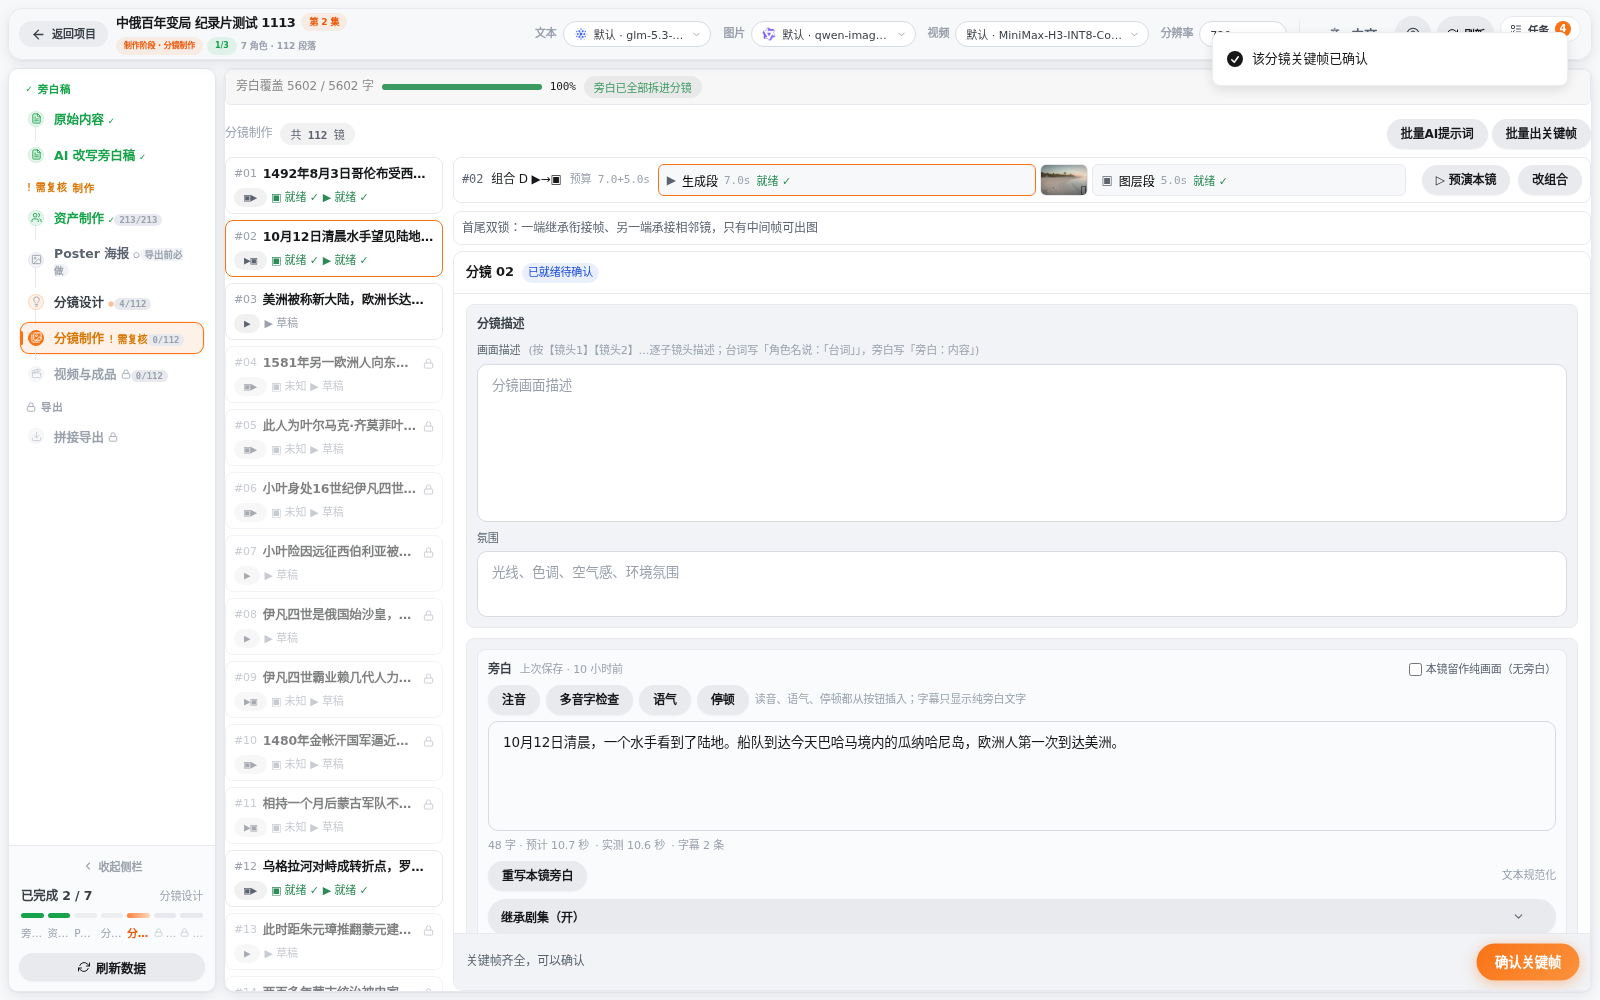 返回项目
中俄百年变局 纪录片测试 1113 第 2 集
制作阶段 · 分镜制作 1/3 7 角色 · 112 段落
文本 默认 · glm-5.3-...
图片 默认 · qwen-imag...
视频 默认 · MiniMax-H3-INT8-Co...
分辨率
任务 4
该分镜关键帧已确认
✓ 旁白稿
原始内容 ✓
AI 改写旁白稿 ✓
! 需复核 制作
资产制作 ✓ 213/213
Poster 海报 ○ 导出前必做
分镜设计 4/112
分镜制作 ! 需复核 0/112
视频与成品 0/112
导出
拼接导出
收起侧栏
已完成 2 / 7 分镜设计
旁... 资... P... 分... 分... ... ...
刷新数据
旁白覆盖 5602 / 5602 字 100% 旁白已全部拆进分镜
分镜制作 共 112 镜
批量AI提示词 批量出关键帧
#01 1492年8月3日哥伦布受西...
▣▶ ▣ 就绪 ✓ ▶ 就绪 ✓
#02 10月12日清晨水手望见陆地...
▶▣ ▣ 就绪 ✓ ▶ 就绪 ✓
#03 美洲被称新大陆，欧洲长达...
▶ ▶ 草稿
#04 1581年另一欧洲人向东...
▣▶ ▣ 未知 ▶ 草稿
#05 此人为叶尔马克·齐莫菲叶...
▣▶ ▣ 未知 ▶ 草稿
#06 小叶身处16世纪伊凡四世...
▣▶ ▣ 未知 ▶ 草稿
#07 小叶险因远征西伯利亚被...
▶ ▶ 草稿
#08 伊凡四世是俄国始沙皇，...
▶ ▶ 草稿
#09 伊凡四世霸业赖几代人力...
▶▣ ▣ 未知 ▶ 草稿
#10 1480年金帐汗国军逼近...
▣▶ ▣ 未知 ▶ 草稿
#11 相持一个月后蒙古军队不...
▶▣ ▣ 未知 ▶ 草稿
#12 乌格拉河对峙成转折点，罗...
▣▶ ▣ 就绪 ✓ ▶ 就绪 ✓
#13 此时距朱元璋推翻蒙元建...
▶ ▶ 草稿
#02 组合 D ▶→▣ 预算 7.0+5.0s
▶ 生成段 7.0s 就绪 ✓
▣ 图层段 5.0s 就绪 ✓
▷ 预演本镜 改组合
首尾双锁：一端继承衔接帧、另一端承接相邻镜，只有中间帧可出图
分镜 02 已就绪待确认
分镜描述
画面描述 （按【镜头1】【镜头2】…逐子镜头描述；台词写「角色名说：「台词」」，旁白写「旁白：内容」）
分镜画面描述
氛围
光线、色调、空气感、环境氛围
旁白 上次保存 · 10 小时前 本镜留作纯画面（无旁白）
注音 多音字检查 语气 停顿 读音、语气、停顿都从按钮插入；字幕只显示纯旁白文字
10月12日清晨，一个水手看到了陆地。船队到达今天巴哈马境内的瓜纳哈尼岛，欧洲人第一次到达美洲。
48 字 · 预计 10.7 秒 · 实测 10.6 秒 · 字幕 2 条
重写本镜旁白 文本规范化
继承剧集（开）
关键帧齐全，可以确认 确认关键帧